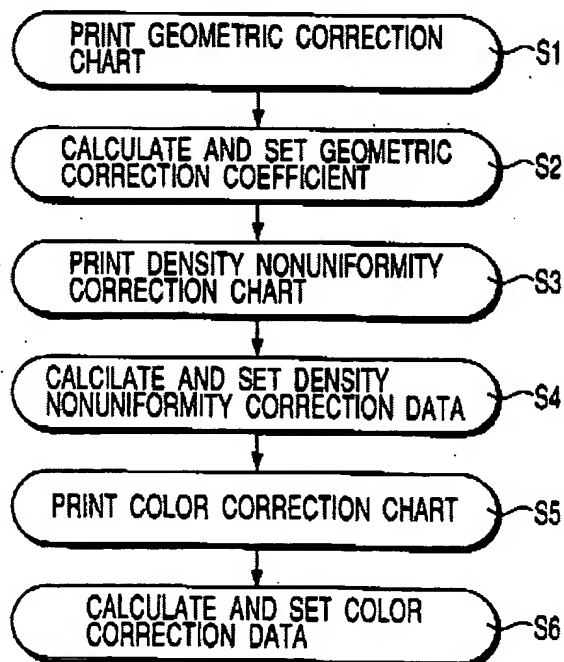 PRINT GEOMETRIC CORRECTION
CHART
S1
CALCULATE AND SET GEOMETRIC
CORRECTION COEFFICIENT
S2
PRINT DENSITY NONUNIFORMITY
CORRECTION CHART
S3
CALCILATE AND SET DENSITY
NONUNIFORMITY CORRECTION DATA
S4
PRINT COLOR CORRECTION CHART
S5
CALCULATE AND SET COLOR
CORRECTION DATA
S6